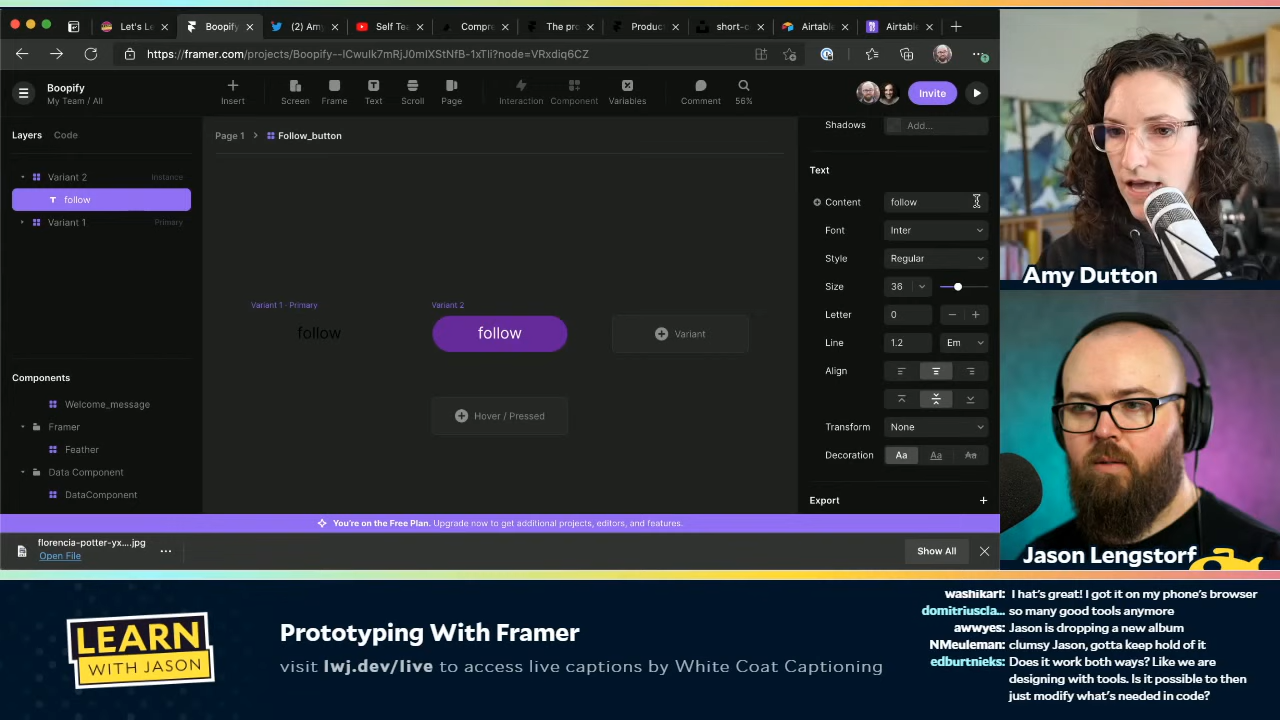 Let's Le
Boopify
(2) Am
Self Te
Compre
The pro
Produc
short-c
Airtabl
Airtabl
https://framer.com/projects/Boopify--ICwulk7mRjJ0mIXStNfB-1xTli?node=VRxdiq6CZ
Boopify
My Team / All
Insert
Screen
Frame
Text
Scroll
Page
Interaction
Component
Variables
Comment
56%
Invite
Layers
Code
Page 1 > Follow_button
Variant 2
Instance
T follow
Variant 1
Primary
Variant 1 · Primary
follow
Variant 2
follow
Variant
Hover / Pressed
Components
Welcome_message
Framer
Feather
Data Component
DataComponent
Shadows
Add...
Text
Content
follow
Font
Inter
Style
Regular
Size
36
Letter
0
Line
1.2
Em
Align
Transform
None
Decoration
Aa
Aa
Aa
Export
You're on the Free Plan. Upgrade now to get additional projects, editors, and features.
florencia-potter-yx....jpg
Open File
Show All
Amy Dutton
Jason Lengstorf
LEARN
WITH JASON
Prototyping With Framer
visit lwj.dev/live to access live captions by White Coat Captioning
washikari: That's great! I got it on my phone's browser
domitriuscla... so many good tools anymore
awwyes: Jason is dropping a new album
NMeuleman: clumsy Jason, gotta keep hold of it
edburtnieks: Does it work both ways? Like we are
designing with tools. Is it possible to then
just modify what's needed in code?